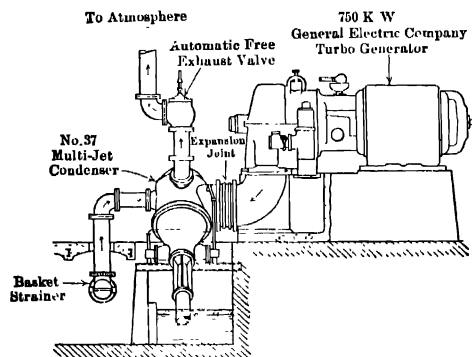 To Atmosphere
750 K W
General Electric Company
Turbo Generator
Automatic Free
Exhaust Valve
No.37
Multi-Jet
Condenser
Expansion
Joint
Basket
Strainer